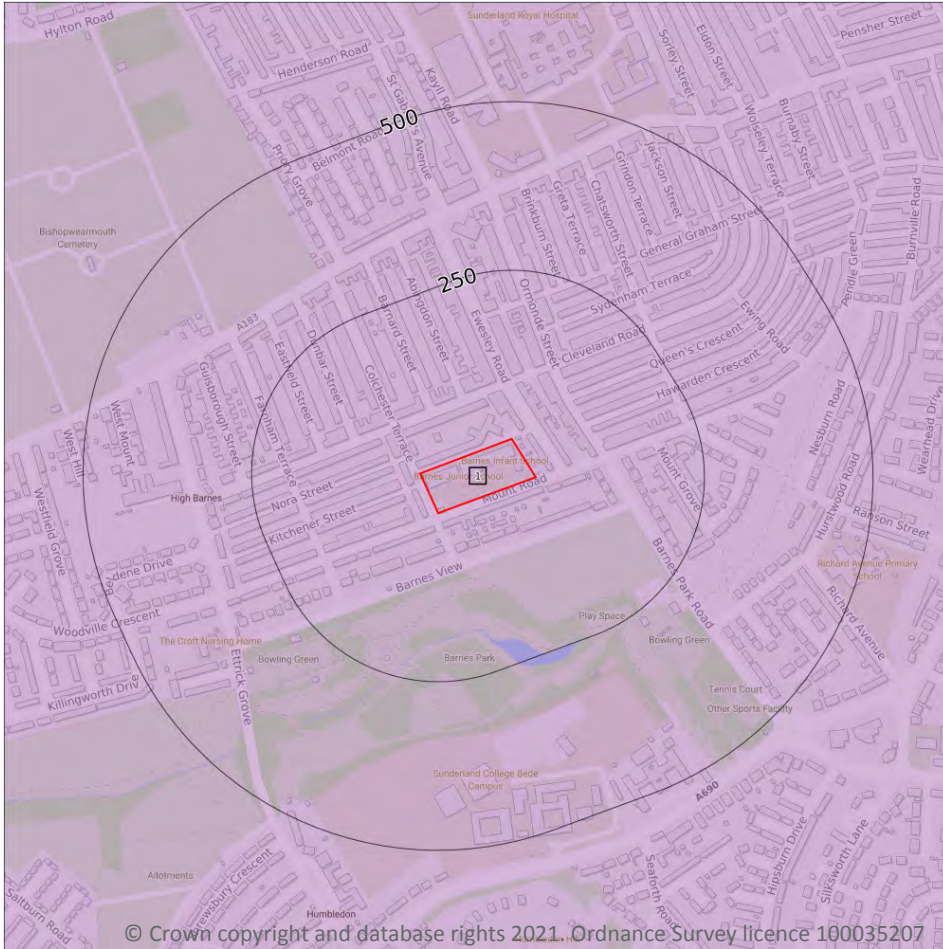 Hylton Road
Sunderland Royal Hospital
Pensher Street
Eldon Street
Sorley Street
Henderson Road
Kayll Road
St Gabriel's Avenue
500
Belmont Road
Priory Grove
Wolseley Terrace
Burnaby Street
Jackson Street
Grindon Terrace
Chatsworth Street
Greta Terrace
Brinkburn Street
General Graham Street
Burnville Road
Pendle Green
Bishopwearmouth
Cemetery
250
Sydenham Terrace
Ewing Road
Ormonde Street
Ewesley Road
Abingdon Street
Barnard Street
A183
Cleveland Road
Queen's Crescent
Hawarden Crescent
Dunbar Street
Eastfield Street
Colchester Terrace
Guisborough Street
Farnham Terrace
West Mount
West Hill
Nesburn Road
Wearhead Drive
Hurstwood Road
Barnes Infant School
Barnes Junior School
1
Mount Road
Mount Grove
High Barnes
Nora Street
Kitchener Street
Westfield Grove
Ranson Street
Barnes View
Barnes Park Road
Richard Avenue Primary
School
Richard Avenue
Woodville Crescent
Play Space
The Croft Nursing Home
Bowling Green
Barnes Park
Bowling Green
Ettrick Grove
Killingworth Driv
Tennis Court
Other Sports Facility
Sunderland College Bede
Campus
A690
Hipsburn Drive
Silksworth Lane
Allotments
Seaforth Road
Saltburn Road
Humbledon
© Crown copyright and database rights 2021. Ordnance Survey licence 100035207